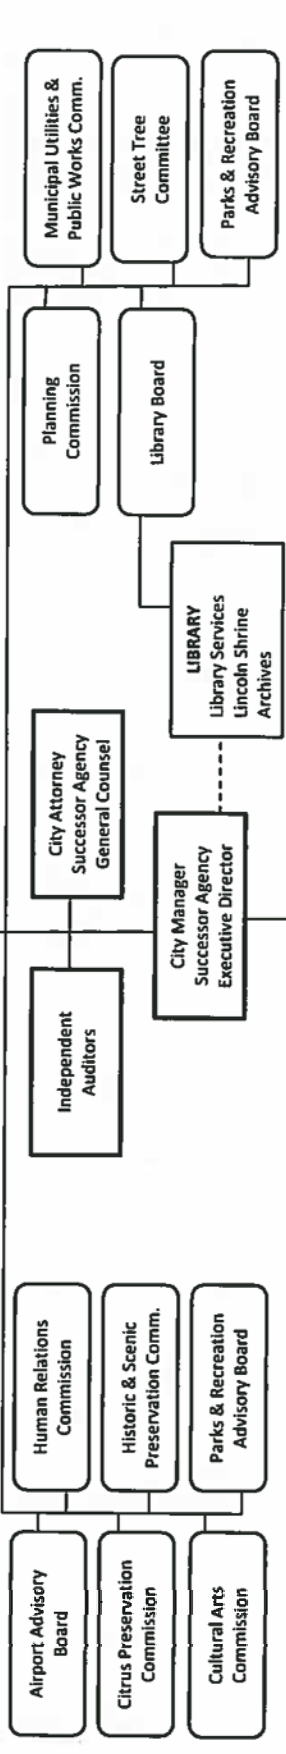 Airport Advisory
Board
Citrus Preservation
Commission
Cultural Arts
Commission
Human Relations
Commission
Historic & Scenic
Preservation Comm.
Parks & Recreation
Advisory Board
Independent
Auditors
City Attorney
Successor Agency
General Counsel
City Manager
Successor Agency
Executive Director
LIBRARY
Library Services
Lincoln Shrine
Archives
Planning
Commission
Library Board
Municipal Utilities &
Public Works Comm.
Street Tree
Committee
Parks & Recreation
Advisory Board